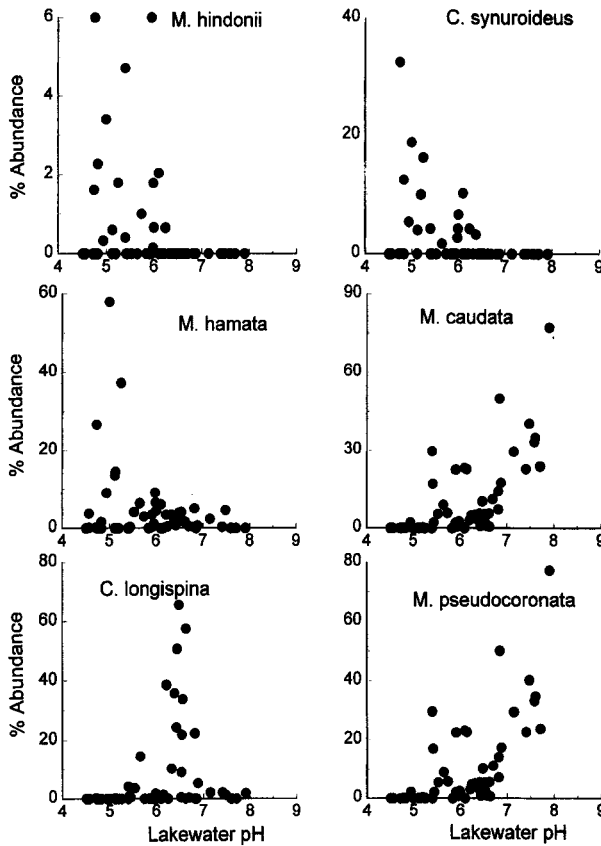 M. hindonii
% Abundance
6
4
2
0
4 5 6 7 8 9
C. synuroideus
40
20
0
4 5 6 7 8 9
M. hamata
% Abundance
60
40
20
0
4 5 6 7 8 9
M. caudata
90
60
30
0
4 5 6 7 8 9
C. longispina
% Abundance
80
60
40
20
0
4 5 6 7 8 9
Lakewater pH
M. pseudocoronata
80
60
40
20
0
4 5 6 7 8 9
Lakewater pH